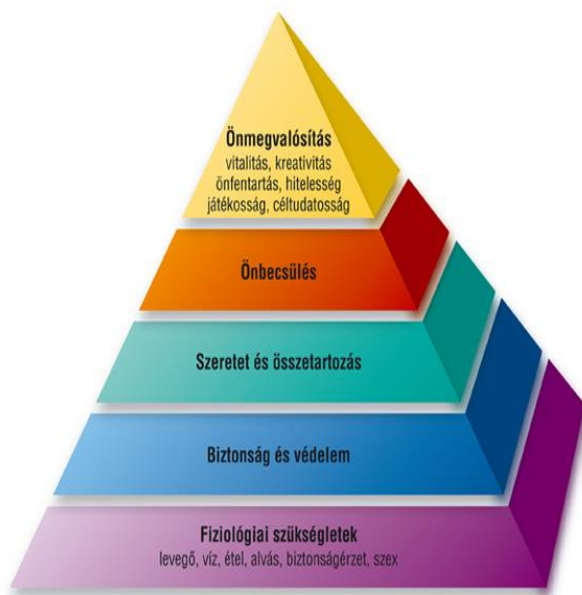 Önmegvalósítás
vitalitás, kreativitás
önfentartás, hitelesség
játékosság, céltudatosság
Önbecsülés
Szeretet és összetartozás
Biztonság és védelem
Fiziológiai szükségletek
levegő, víz, étel, alvás, biztonságérzet, szex